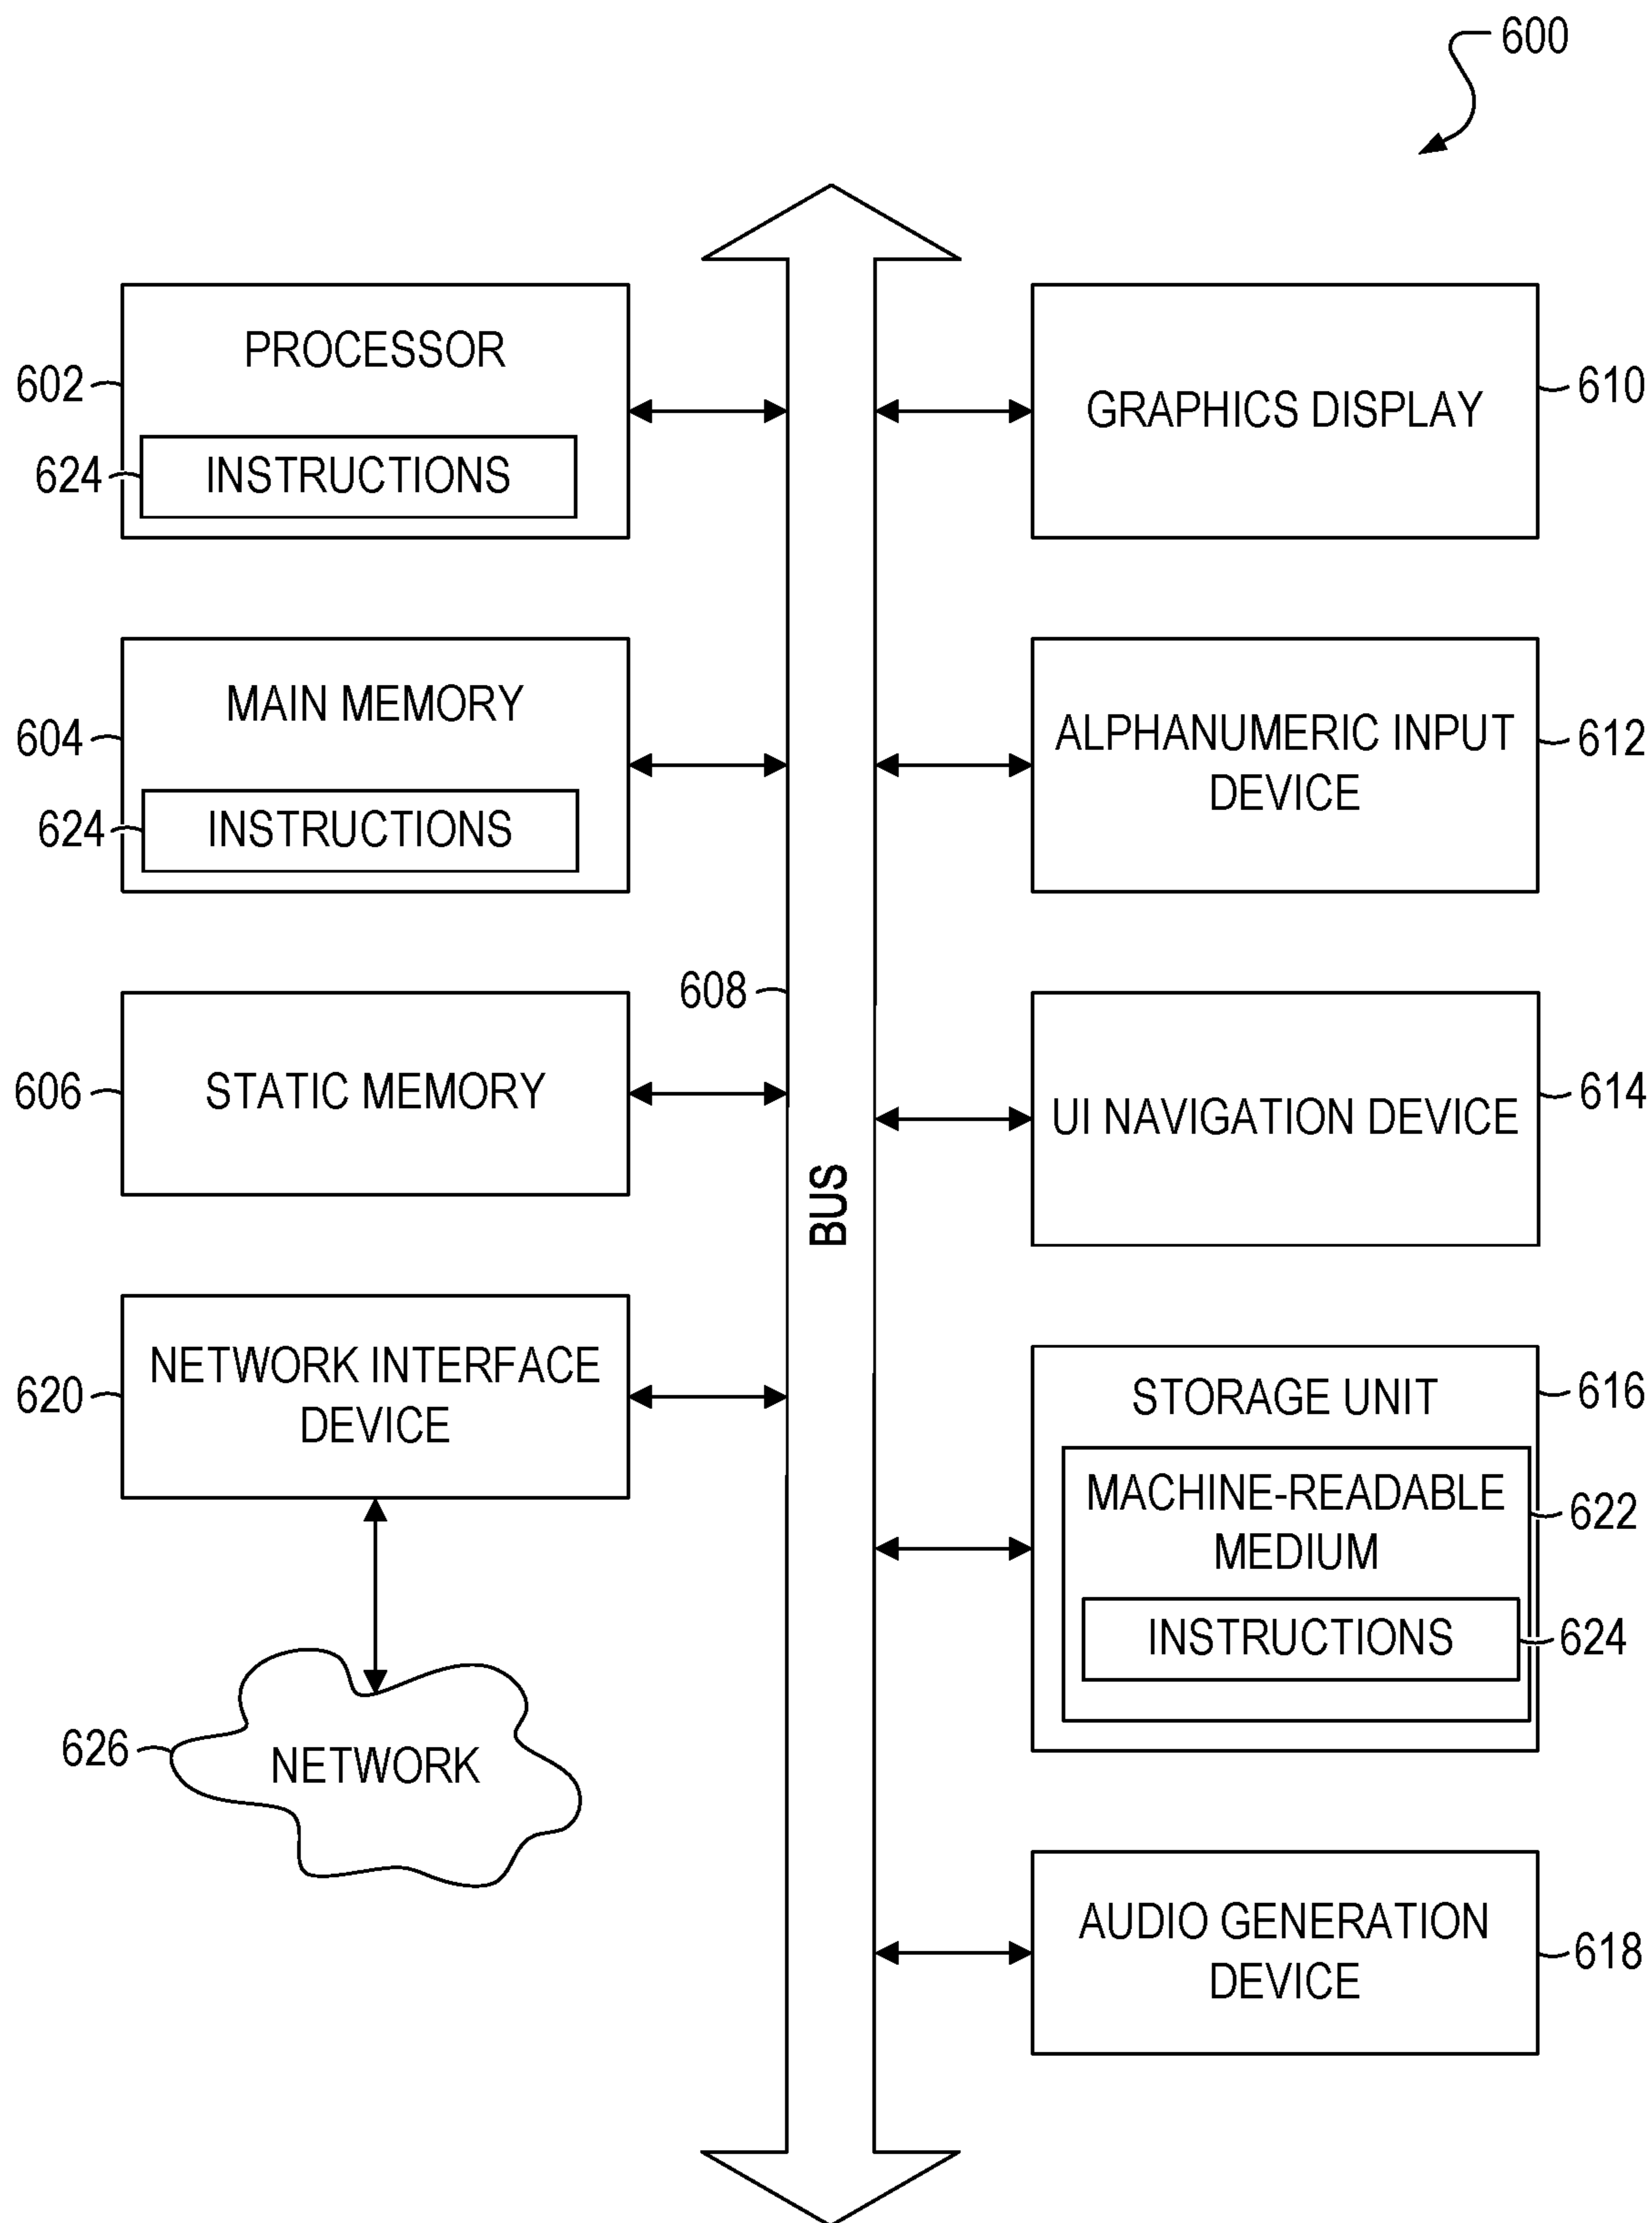 600
PROCESSOR
602
624
INSTRUCTIONS
MAIN MEMORY
604
624
INSTRUCTIONS
606
STATIC MEMORY
620
NETWORK INTERFACE
DEVICE
626
NETWORK
608
BUS
GRAPHICS DISPLAY
610
ALPHANUMERIC INPUT
DEVICE
612
UI NAVIGATION DEVICE
614
STORAGE UNIT
616
MACHINE-READABLE
MEDIUM
622
INSTRUCTIONS
624
AUDIO GENERATION
DEVICE
618